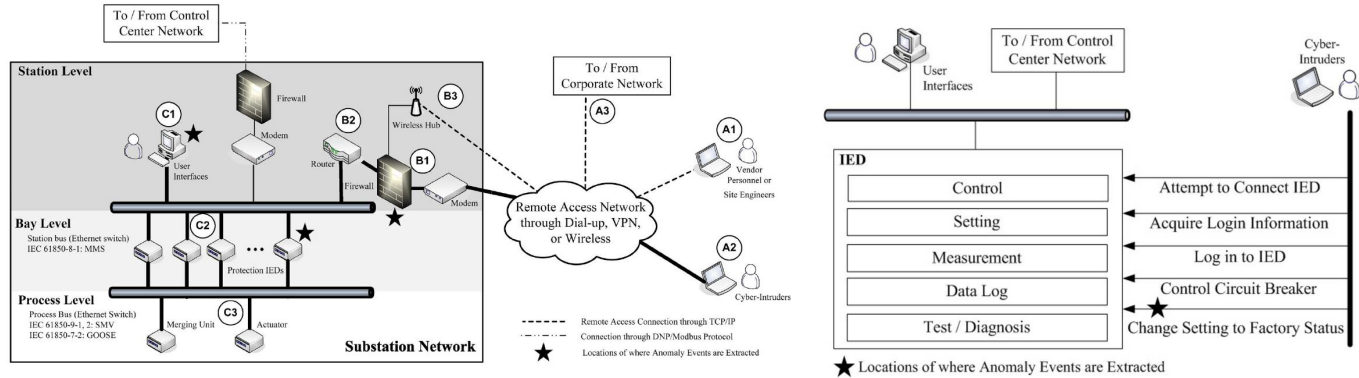 To / From Control
Center Network
Station Level
Firewall
C1
Modem
User
Interfaces
B3
Wireless Hub
B2
Router
B1
Firewall
Modem
To / From
Corporate Network
A3
A1
Vendor
Personnel or
Site Engineers
Remote Access Network
through Dial-up, VPN,
or Wireless
A2
Cyber-Intruders
Bay Level
Station bus (Ethernet switch)
IEC 61850-8-1: MMS
C2
Protection IEDs
Process Level
Process Bus (Ethernet Switch)
IEC 61850-9-1, 2: SMV
IEC 61850-7-2: GOOSE
Merging Unit
C3
Actuator
Substation Network
Remote Access Connection through TCP/IP
Connection through DNP/Modbus Protocol
Locations of where Anomaly Events are Extracted
User
Interfaces
To / From Control
Center Network
Cyber-
Intruders
IED
Control
Setting
Measurement
Data Log
Test / Diagnosis
Attempt to Connect IED
Acquire Login Information
Log in to IED
Control Circuit Breaker
Change Setting to Factory Status
Locations of where Anomaly Events are Extracted